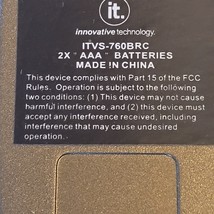 it.
innovative technology.
ITVS-760BRC
2X "AAA" BATTERIES
MADE IN CHINA
This device complies with Part 15 of the FCC
Rules. Operation is subject to the following
two conditions: (1) This device may not cause
harmful interference, and (2) this device must
accept any interference received, including
interference that may cause undesired
operation.